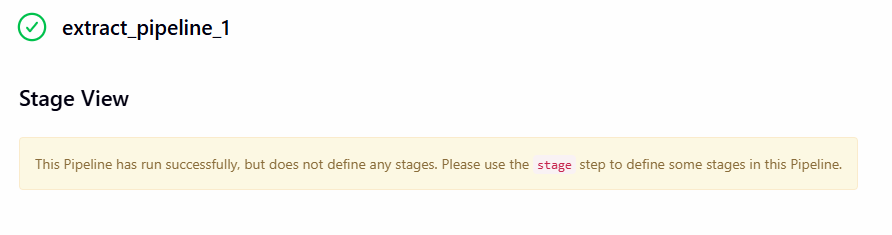 extract_pipeline_1
Stage View
This Pipeline has run successfully, but does not define any stages. Please use the stage step to define some stages in this Pipeline.